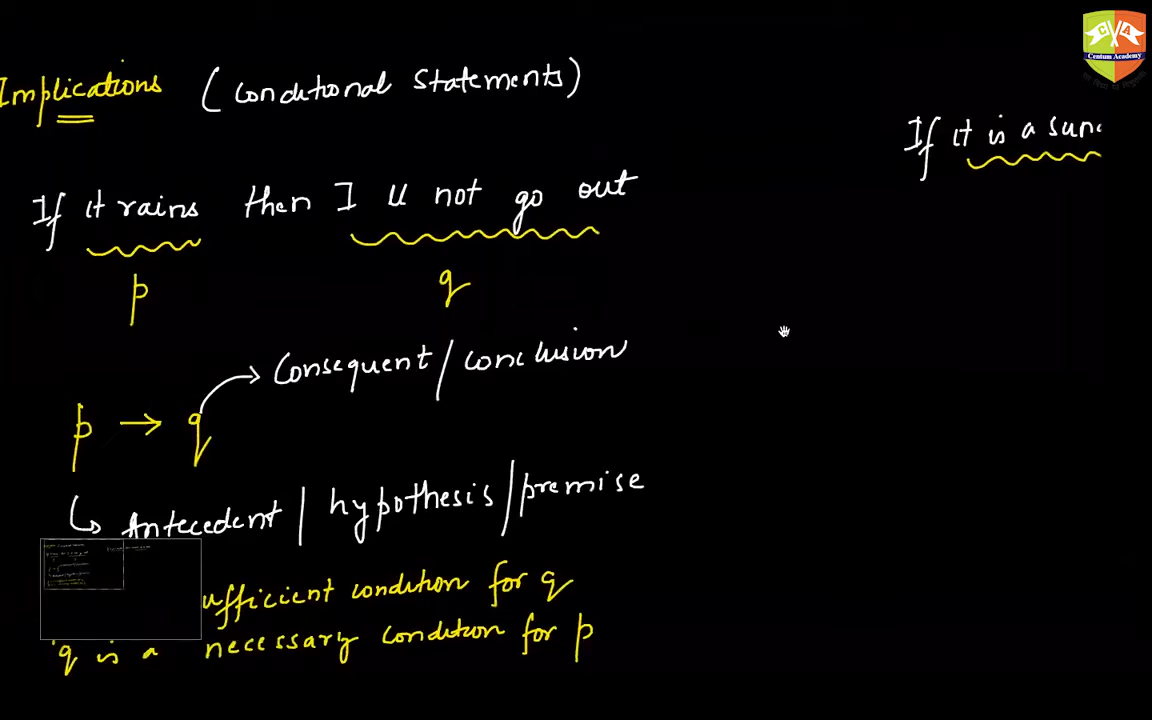 Implications (Conditional Statements)
If it is a sun
If it rains then I ll not go out
p q
Consequent/conclusion
p → q
Antecedent/hypothesis/premise
ufficient condition for q
q is a necessary condition for p
CA
Centum Academy